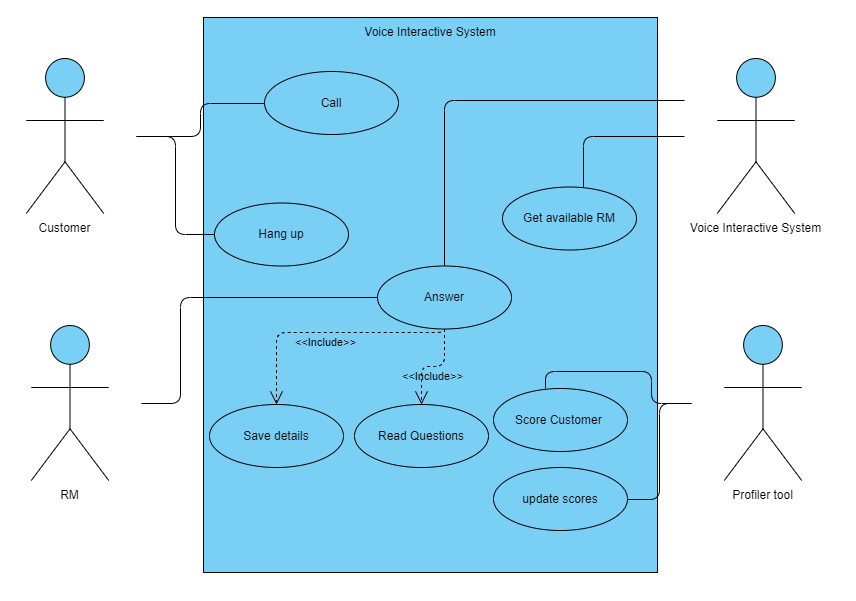 Voice Interactive System
Call
Customer
Hang up
Get available RM
Voice Interactive System
Answer
<<Include>>
<<Include>>
Save details
Read Questions
Score Customer
RM
update scores
Profiler tool